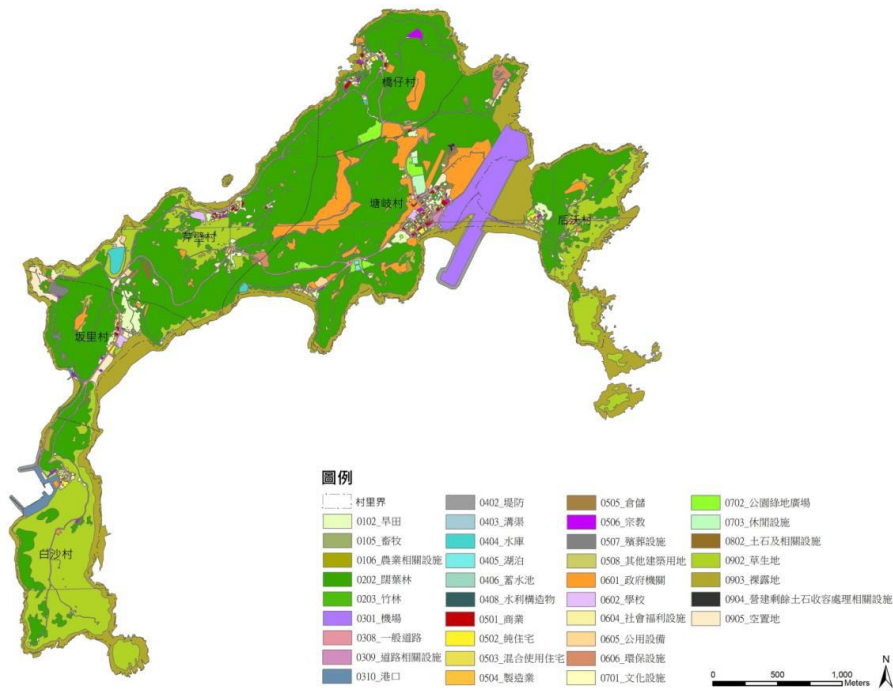 橋仔村
塘岐村
后沃村
芹壁村
坂里村
白沙村
圖例
村里界
0102_旱田
0105_畜牧
0106_農業相關設施
0202_闊葉林
0203_竹林
0301_機場
0308_一般道路
0309_道路相關設施
0310_港口
0402_堤防
0403_溝渠
0404_水庫
0405_湖泊
0406_蓄水池
0408_水利構造物
0501_商業
0502_純住宅
0503_混合使用住宅
0504_製造業
0505_倉儲
0506_宗教
0507_殯葬設施
0508_其他建築用地
0601_政府機關
0602_學校
0604_社會福利設施
0605_公用設備
0606_環保設施
0701_文化設施
0702_公園綠地廣場
0703_休閒設施
0802_土石及相關設施
0902_草生地
0903_裸露地
0904_營建剩餘土石收容處理相關設施
0905_空置地
N
0 500 1,000
Meters